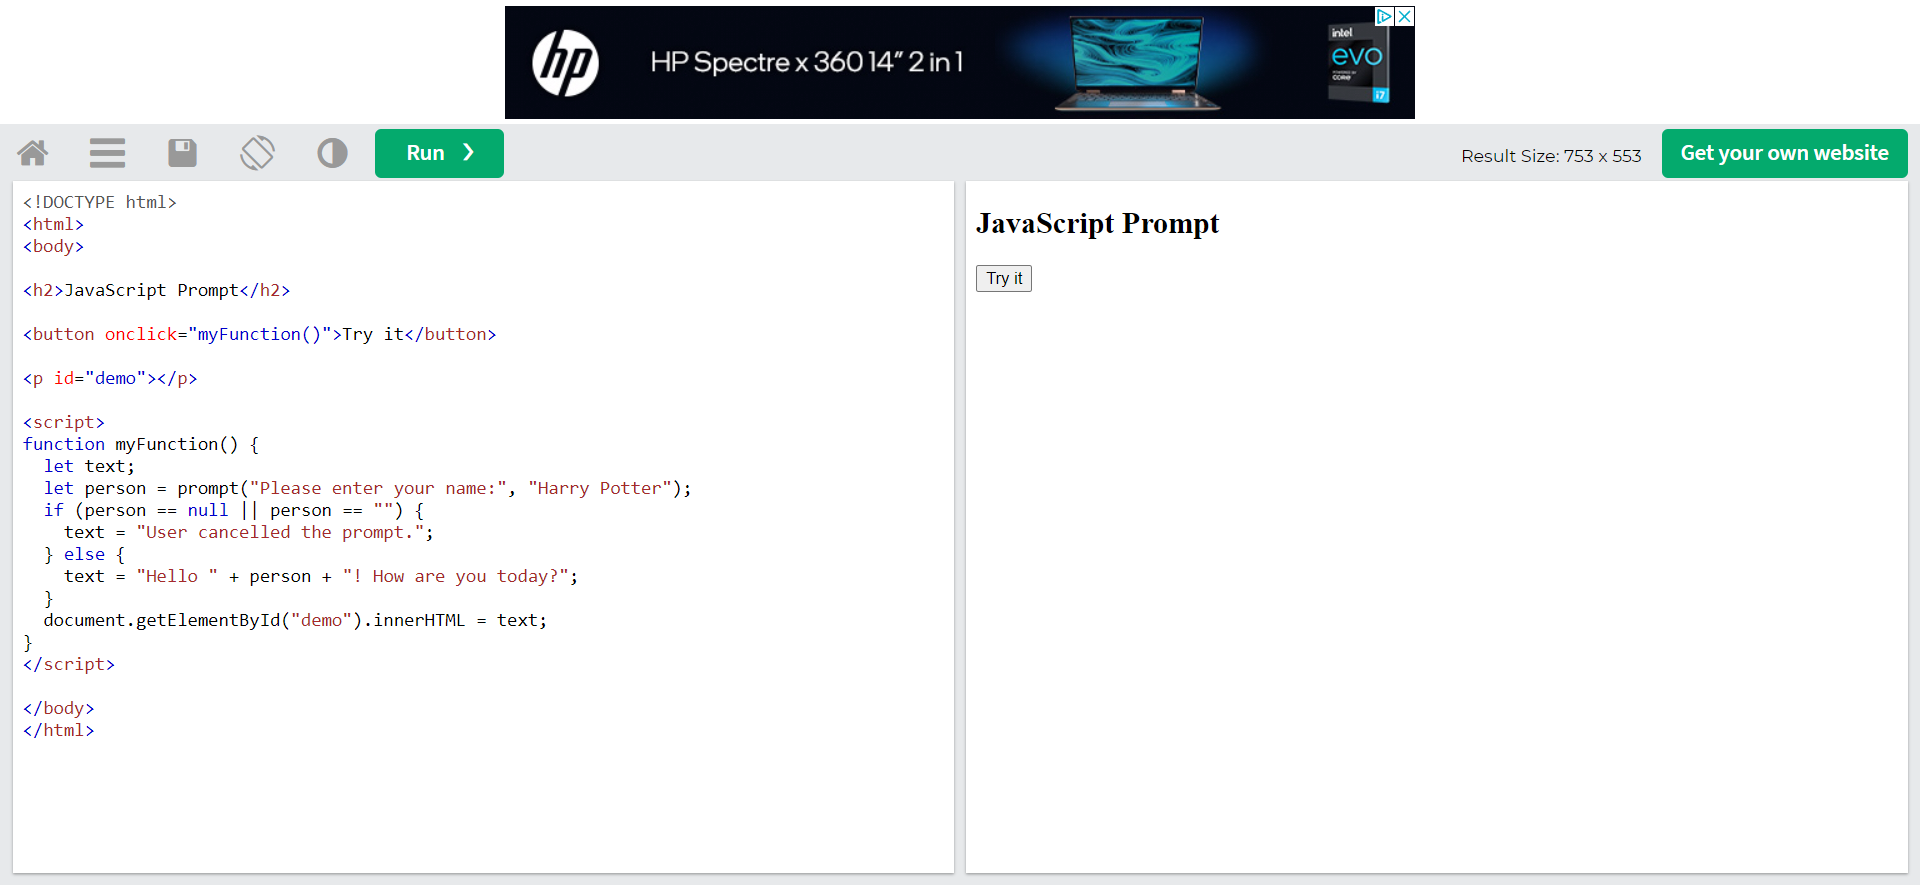 hp
HP Spectre x 360 14” 2 in 1
intel
evo
POWERED BY
CORE
i7
Run ❯
Result Size: 753 x 553
Get your own website
<!DOCTYPE html>
<html>
<body>
<h2>JavaScript Prompt</h2>
<button onclick="myFunction()">Try it</button>
<p id="demo"></p>
<script>
function myFunction() {
  let text;
  let person = prompt("Please enter your name:", "Harry Potter");
  if (person == null || person == "") {
    text = "User cancelled the prompt.";
  } else {
    text = "Hello " + person + "! How are you today?";
  }
  document.getElementById("demo").innerHTML = text;
}
</script>
</body>
</html>
JavaScript Prompt
Try it